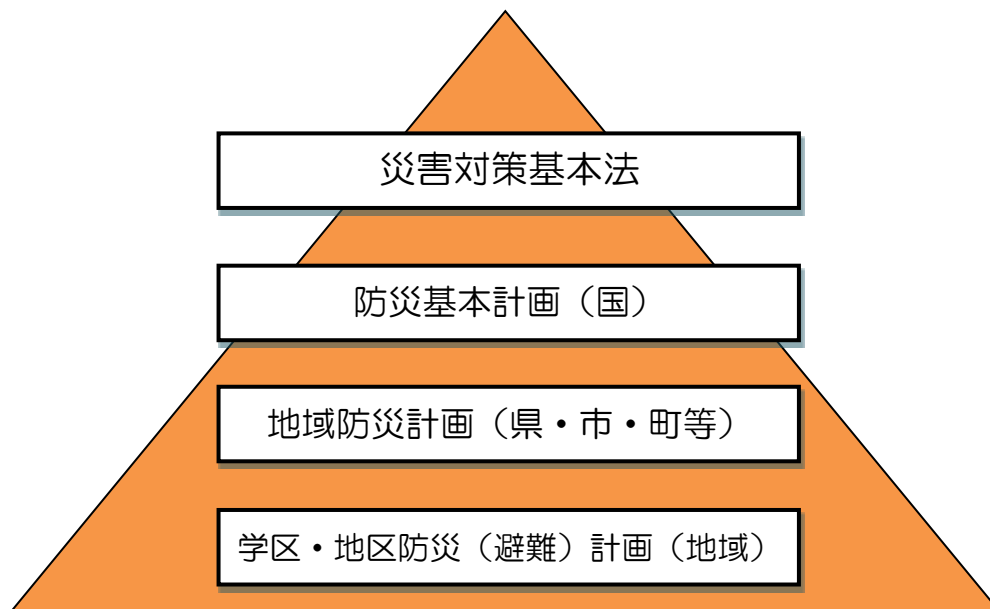 災害対策基本法
防災基本計画（国）
地域防災計画（県・市・町等）
学区・地区防災（避難）計画（地域）